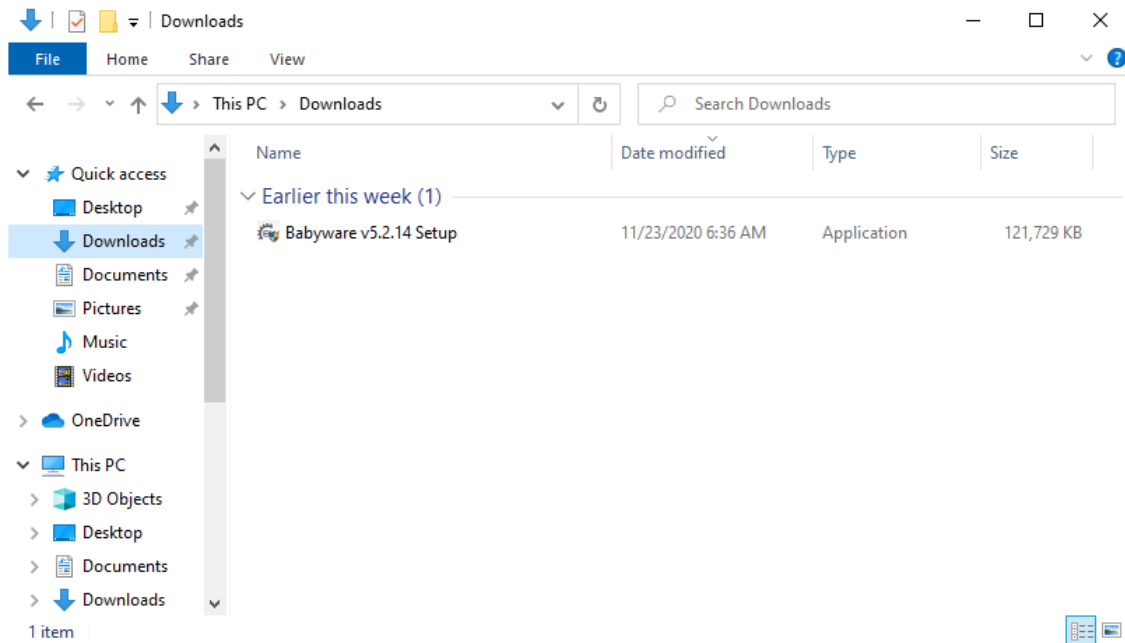 Downloads
File Home Share View
This PC Downloads Search Downloads
Name Date modified Type Size
Quick access
Earlier this week (1)
Desktop
Babyware v5.2.14 Setup 11/23/2020 6:36 AM Application 121,729 KB
Downloads
Documents
Pictures
Music
Videos
OneDrive
This PC
3D Objects
Desktop
Documents
Downloads
1 item